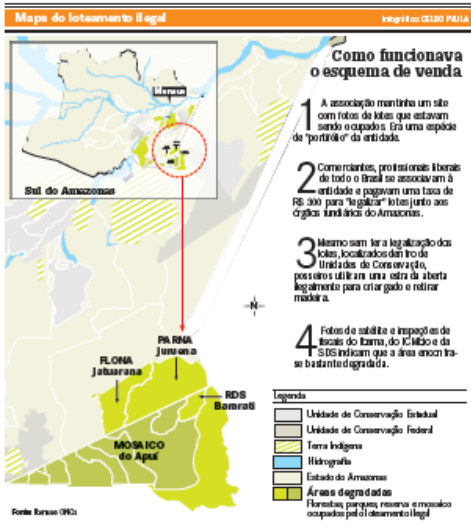 Mapa do loteamento ilegal
Infográfico: CELSO PAULA
Como funcionava
o esquema de venda
Manaus
Sul do Amazonas
1 A associação mantinha um site
com fotos de lotes que estavam
sendo ocupados. Era uma espécie
de "portifólio" da entidade.
2 Comerciantes, profissionais liberais
de todo o Brasil se associavam à
entidade e pagavam uma taxa de
R$ 300 para "legalizar" lotes junto aos
órgãos fundiários do Amazonas.
3 Mesmo sem ter a legalização dos
lotes, localizados dentro de
Unidades de Conservação,
posseiros utilizam uma estrada aberta
ilegalmente para criar gado e retirar
madeira.
4 Fotos de satélite e inspeções de
fiscais do Ibama, do ICMBio e da
SDS indicam que a área encontra-
se bastante degradada.
N
PARNA
Juruena
FLONA
Jatuarana
RDS
Bararati
MOSAICO
do Apuí
Legenda
Unidade de Conservação Estadual
Unidade de Conservação Federal
Terra Indígena
Hidrografia
Estado do Amazonas
Áreas degradadas
Florestas, parques, reserva e mosaico
ocupados pelo loteamento ilegal
Fonte: Ibama e ONGs